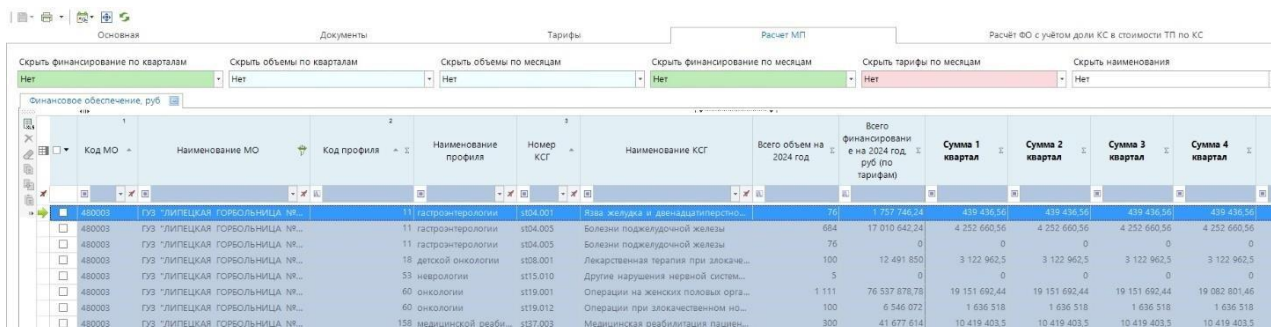 Основная Документы Тарифы Расчет МП Расчёт ФО с учётом доли КС в стоимости ТП по КС
Скрыть финансирование по кварталам Скрыть объемы по кварталам Скрыть объемы по месяцам Скрыть финансирование по месяцам Скрыть тарифы по месяцам Скрыть наименования
Нет Нет Нет Нет Нет Нет
Финансовое обеспечение, руб
1 2 3
Код МО Наименование МО Код профиля Наименование профиля Номер КСГ Наименование КСГ Всего объем на 2024 год Всего финансировани е на 2024 год, руб (по тарифам) Сумма 1 квартал Сумма 2 квартал Сумма 3 квартал Сумма 4 квартал
480003 ГУЗ "ЛИПЕЦКАЯ ГОРБОЛЬНИЦА №... 11 гастроэнтерологии st04.001 Язва желудка и двенадцатиперстно... 76 1 757 746,24 439 436,56 439 436,56 439 436,56 439 436,56
480003 ГУЗ "ЛИПЕЦКАЯ ГОРБОЛЬНИЦА №... 11 гастроэнтерологии st04.005 Болезни поджелудочной железы 684 17 010 642,24 4 252 660,56 4 252 660,56 4 252 660,56 4 252 660,56
480003 ГУЗ "ЛИПЕЦКАЯ ГОРБОЛЬНИЦА №... 11 гастроэнтерологии st04.005 Болезни поджелудочной железы 76 0 0 0 0 0
480003 ГУЗ "ЛИПЕЦКАЯ ГОРБОЛЬНИЦА №... 18 детской онкологии st08.001 Лекарственная терапия при злокаче... 100 12 491 850 3 122 962,5 3 122 962,5 3 122 962,5 3 122 962,5
480003 ГУЗ "ЛИПЕЦКАЯ ГОРБОЛЬНИЦА №... 53 неврологии st15.010 Другие нарушения нервной систем... 5 0 0 0 0 0
480003 ГУЗ "ЛИПЕЦКАЯ ГОРБОЛЬНИЦА №... 60 онкологии st19.001 Операции на женских половых орга... 1 111 76 537 878,78 19 151 692,44 19 151 692,44 19 151 692,44 19 082 801,46
480003 ГУЗ "ЛИПЕЦКАЯ ГОРБОЛЬНИЦА №... 60 онкологии st19.012 Операции при злокачественном но... 100 6 546 072 1 636 518 1 636 518 1 636 518 1 636 518
480003 ГУЗ "ЛИПЕЦКАЯ ГОРБОЛЬНИЦА №... 158 медицинской реаби... st37.003 Медицинская реабилитация пациен... 300 41 677 614 10 419 403,5 10 419 403,5 10 419 403,5 10 419 403,5